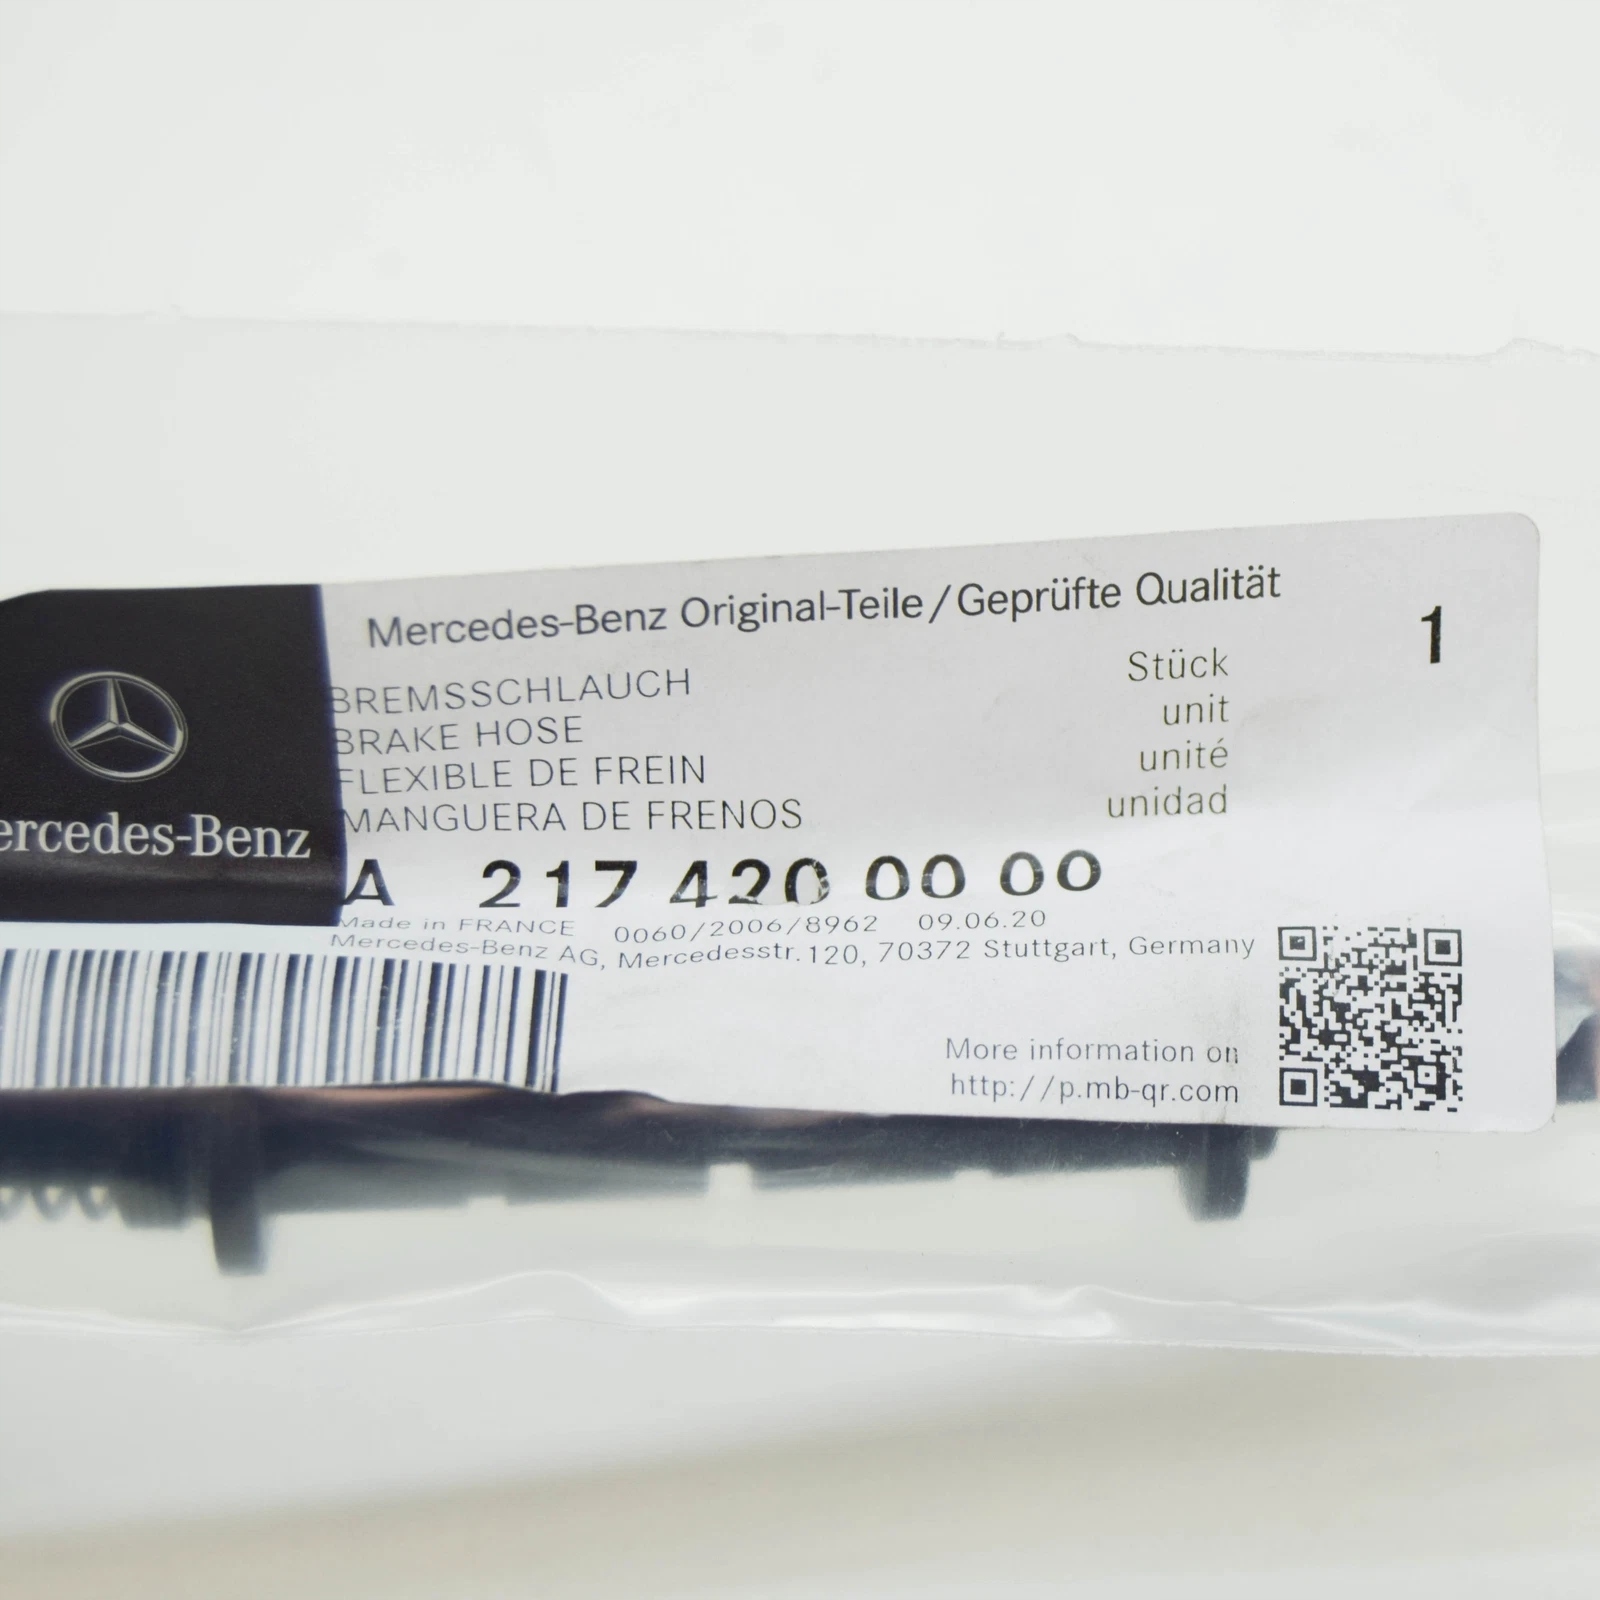 Mercedes-Benz Original-Teile/Geprüfte Qualität
1
BREMSSCHLAUCH
BRAKE HOSE
FLEXIBLE DE FREIN
MANGUERA DE FRENOS
Stück
unit
unité
unidad
ercedes-Benz
A 217 420 00 00
Made in FRANCE 0060/2006/8962 09.06.20
Mercedes-Benz AG, Mercedesstr. 120, 70372 Stuttgart, Germany
More information on
http://p.mb-qr.com